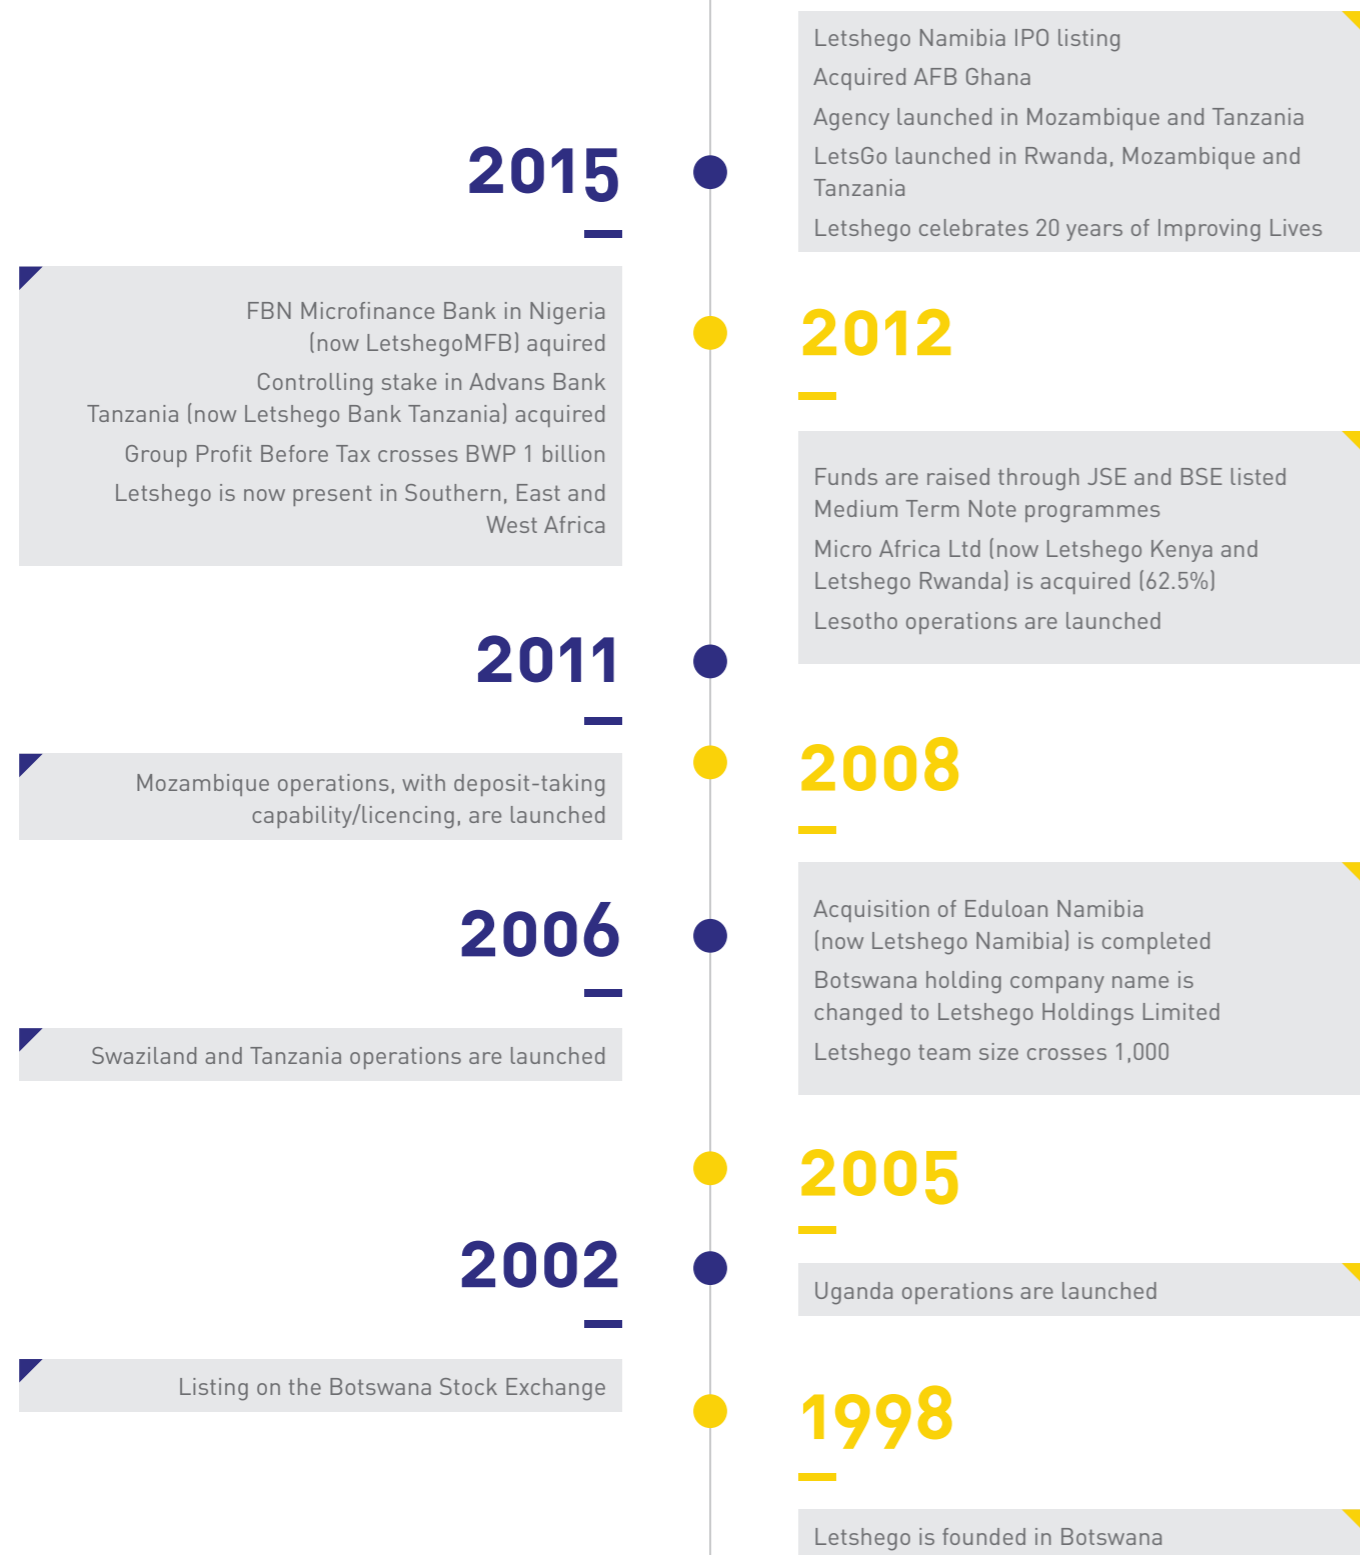 Letshego Namibia IPO listing
Acquired AFB Ghana
Agency launched in Mozambique and Tanzania
LetsGo launched in Rwanda, Mozambique and
Tanzania
Letshego celebrates 20 years of Improving Lives
2015
FBN Microfinance Bank in Nigeria
(now LetshegoMFB) aquired
Controlling stake in Advans Bank
Tanzania (now Letshego Bank Tanzania) acquired
Group Profit Before Tax crosses BWP 1 billion
Letshego is now present in Southern, East and
West Africa
2012
Funds are raised through JSE and BSE listed
Medium Term Note programmes
Micro Africa Ltd (now Letshego Kenya and
Letshego Rwanda) is acquired (62.5%)
Lesotho operations are launched
2011
Mozambique operations, with deposit-taking
capability/licencing, are launched
2008
Acquisition of Eduloan Namibia
(now Letshego Namibia) is completed
Botswana holding company name is
changed to Letshego Holdings Limited
Letshego team size crosses 1,000
2006
Swaziland and Tanzania operations are launched
2005
Uganda operations are launched
2002
Listing on the Botswana Stock Exchange
1998
Letshego is founded in Botswana